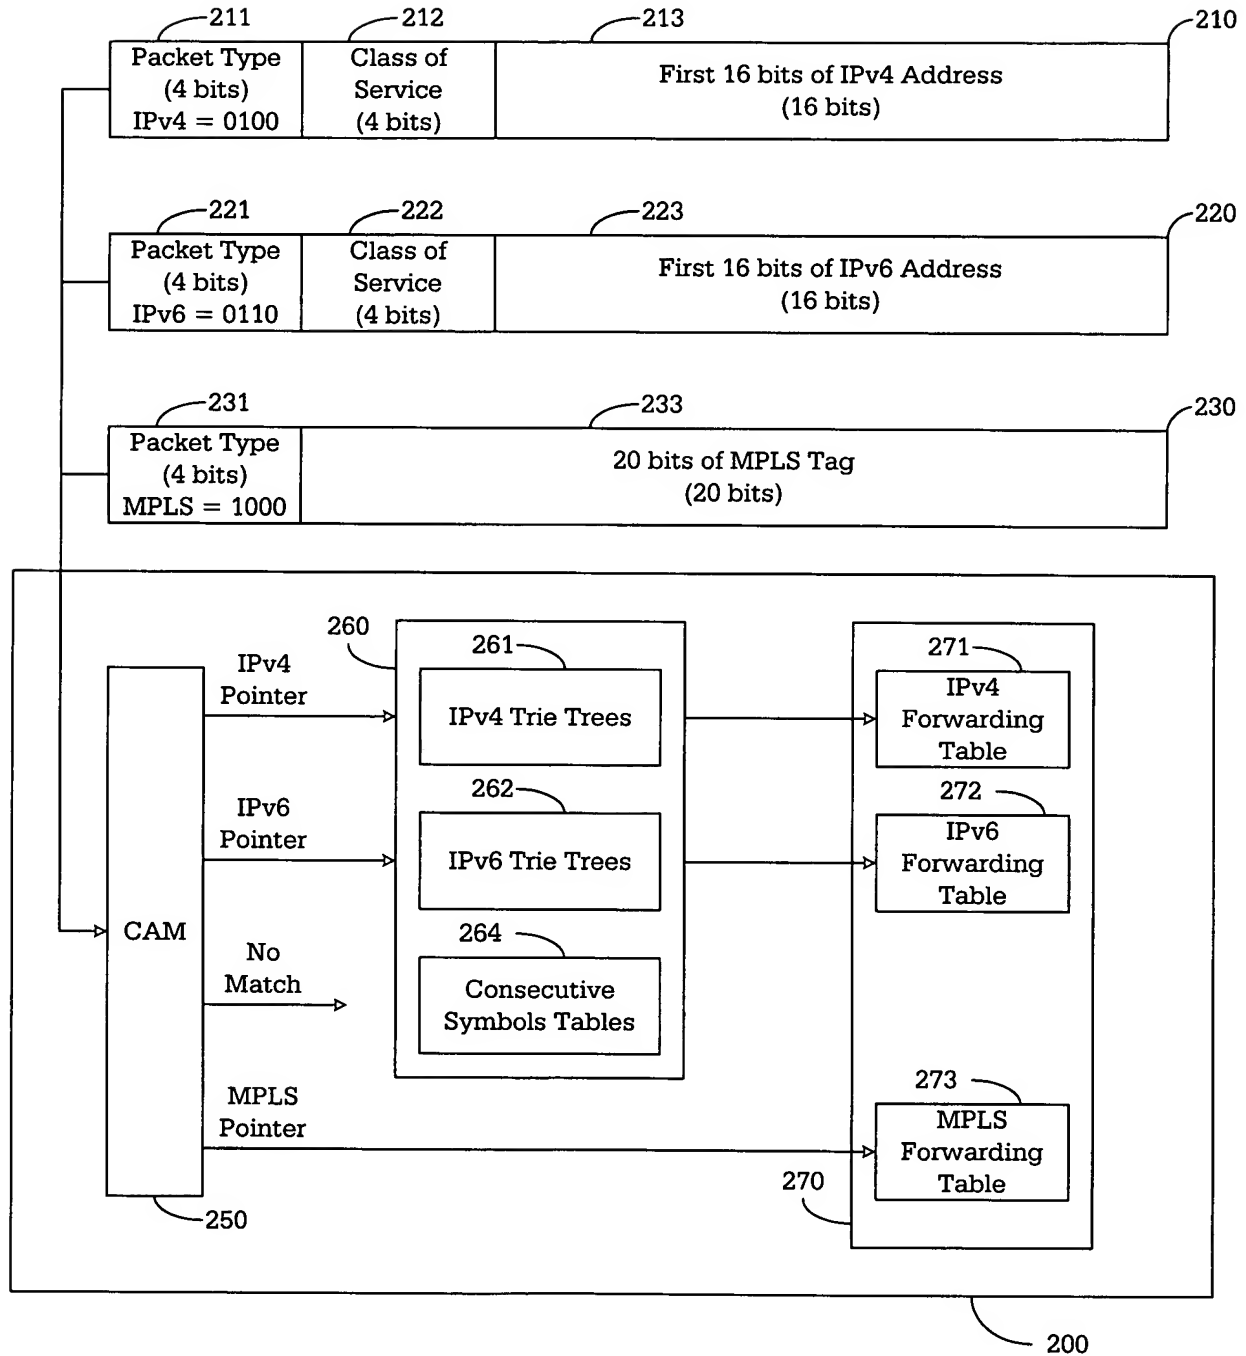 211
212
213
210
Packet Type
(4 bits)
IPv4 = 0100
Class of
Service
(4 bits)
First 16 bits of IPv4 Address
(16 bits)
221
222
223
220
Packet Type
(4 bits)
IPv6 = 0110
Class of
Service
(4 bits)
First 16 bits of IPv6 Address
(16 bits)
231
233
230
Packet Type
(4 bits)
MPLS = 1000
20 bits of MPLS Tag
(20 bits)
CAM
250
IPv4
Pointer
IPv6
Pointer
No
Match
MPLS
Pointer
260
261
IPv4 Trie Trees
262
IPv6 Trie Trees
264
Consecutive
Symbols Tables
271
IPv4
Forwarding
Table
272
IPv6
Forwarding
Table
273
MPLS
Forwarding
Table
270
200